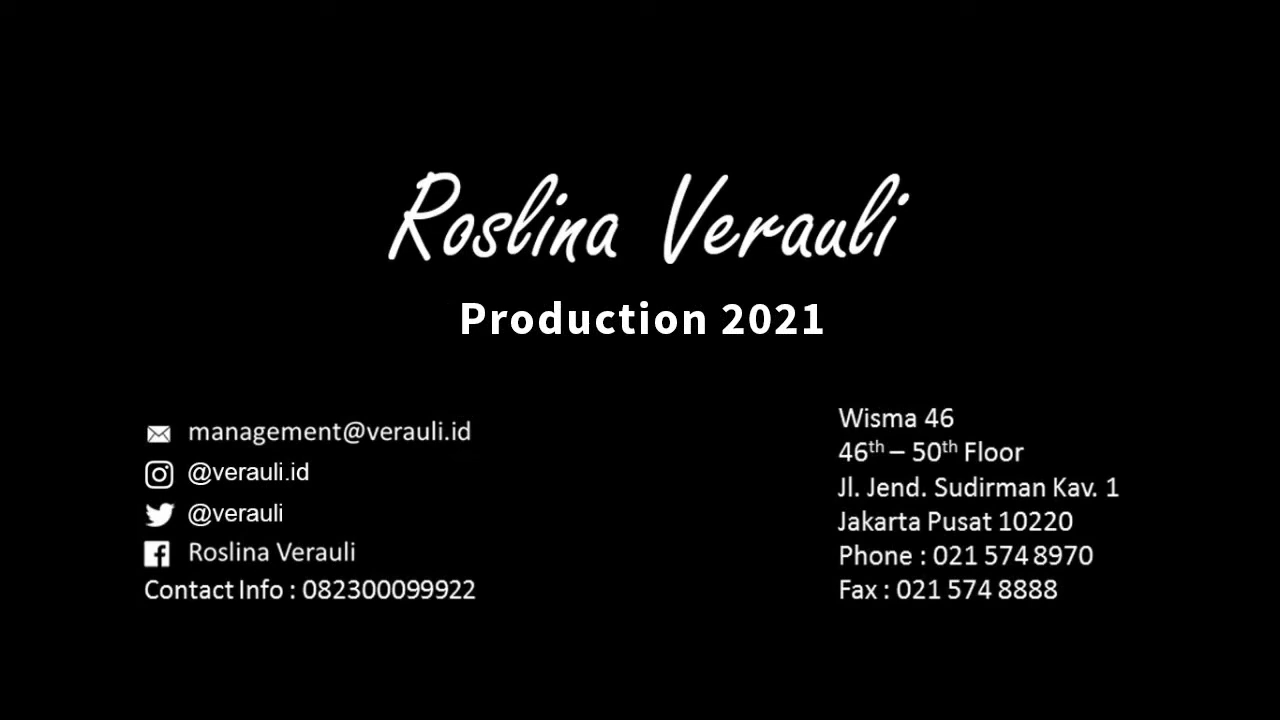 Roslina Verauli
Production 2021
management@verauli.id
@verauli.id
@verauli
Roslina Verauli
Contact Info : 082300099922
Wisma 46
46th – 50th Floor
Jl. Jend. Sudirman Kav. 1
Jakarta Pusat 10220
Phone : 021 574 8970
Fax : 021 574 8888